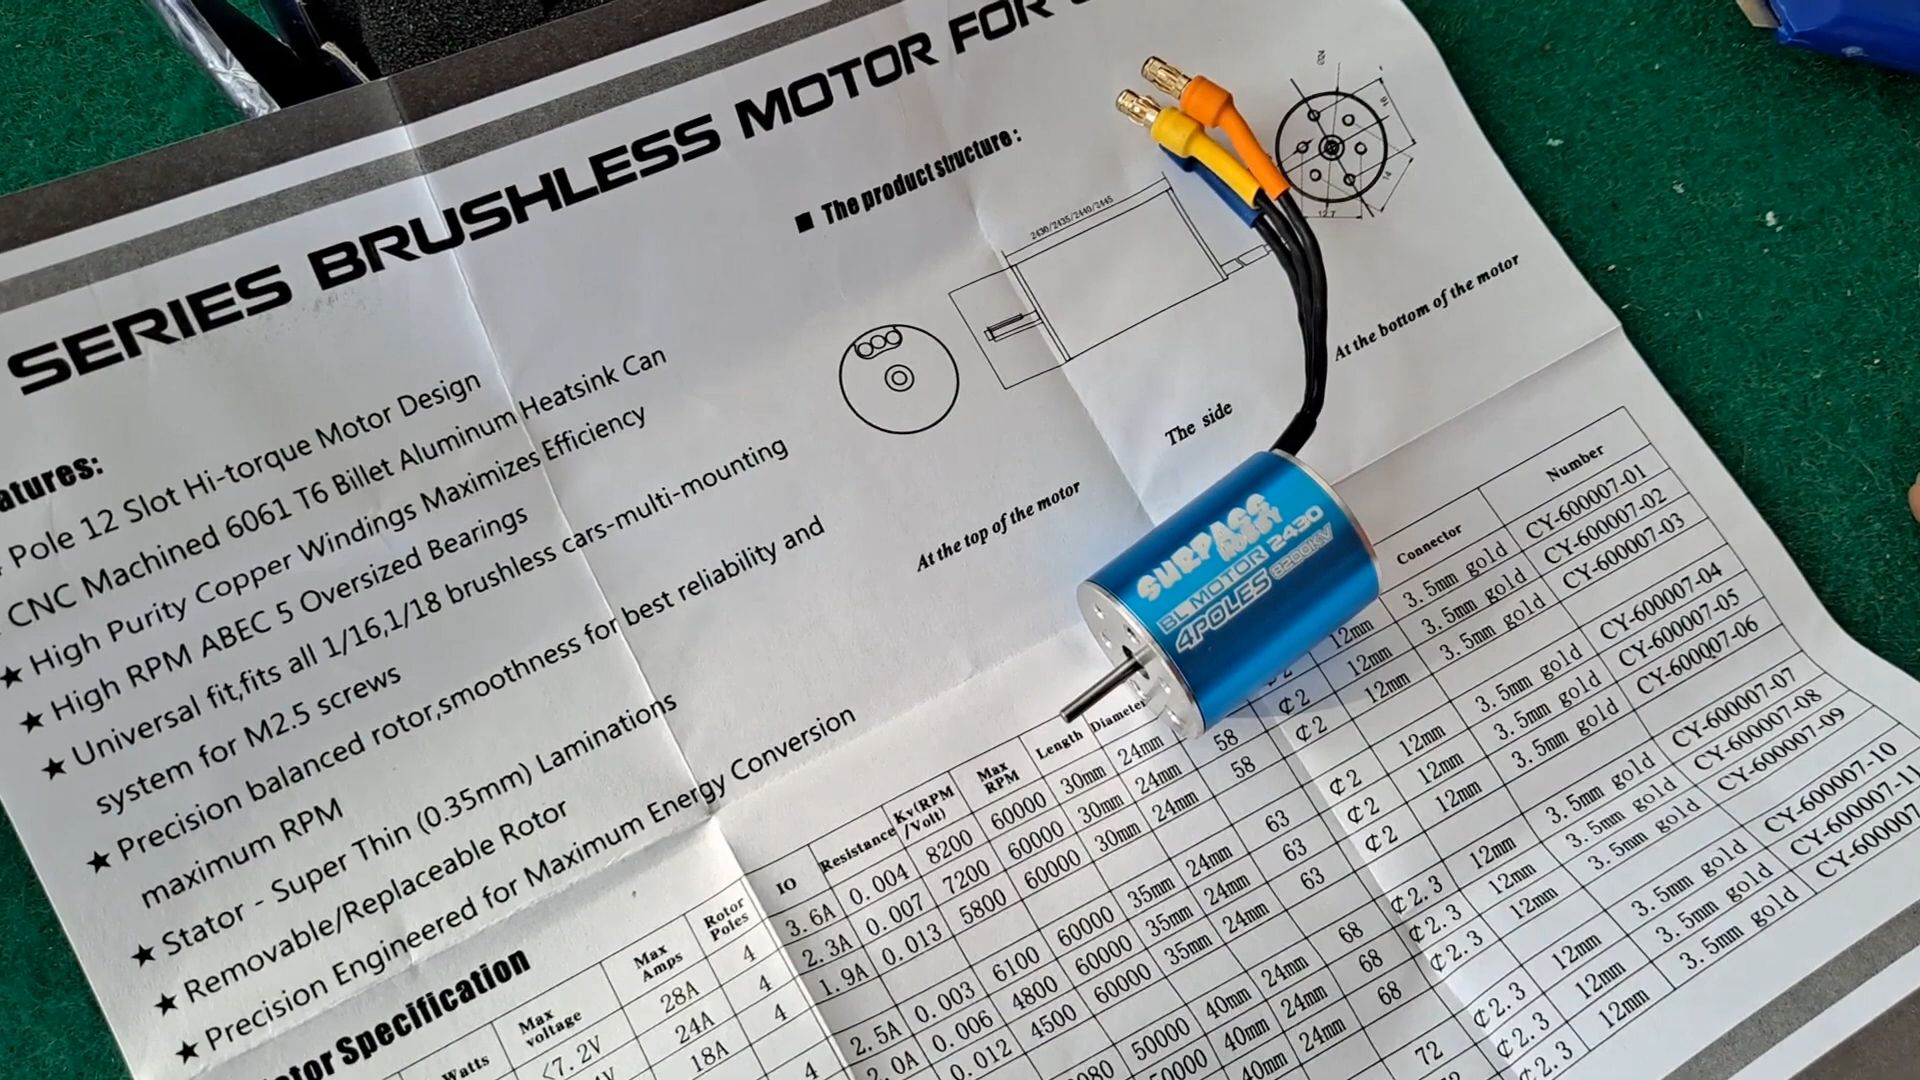 SERIES BRUSHLESS MOTOR FOR
■ The product structure:
2430/2435/2440/2445
16
14
12.7
At the top of the motor
The side
At the bottom of the motor
atures:
Pole 12 Slot Hi-torque Motor Design
CNC Machined 6061 T6 Billet Aluminum Heatsink Can
★ High Purity Copper Windings Maximizes Efficiency
★ High RPM ABEC 5 Oversized Bearings
★ Universal fit,fits all 1/16,1/18 brushless cars-multi-mounting
system for M2.5 screws
★ Precision balanced rotor,smoothness for best reliability and
maximum RPM
★ Stator - Super Thin (0.35mm) Laminations
★ Removable/Replaceable Rotor
★ Precision Engineered for Maximum Energy Conversion
SURPASS
HOBBY
BL MOTOR 2430
4POLES 8200KV
otor Specification
Watts Max voltage Max Amps Rotor Poles IO Resistance Kv(RPM/Volt) Max RPM Length Diameter Connector Number
<7.2V 28A 4 3.6A 0.004 8200 60000 30mm 24mm 58 ¢2 12mm 3.5mm gold CY-600007-01
24A 4 2.3A 0.007 7200 60000 30mm 24mm 58 ¢2 12mm 3.5mm gold CY-600007-02
18A 4 1.9A 0.013 5800 60000 30mm 24mm ¢2 12mm 3.5mm gold CY-600007-03
4 2.5A 0.003 6100 60000 35mm 24mm 63 ¢2 12mm 3.5mm gold CY-600007-04
0.006 4800 60000 35mm 24mm 63 ¢2 12mm 3.5mm gold CY-600007-05
0.012 4500 60000 35mm 24mm 63 ¢2 12mm 3.5mm gold CY-600007-06
50000 40mm 24mm 68 ¢2.3 12mm 3.5mm gold CY-600007-07
40mm 24mm 68 ¢2.3 12mm 3.5mm gold CY-600007-08
40mm 24mm 68 ¢2.3 12mm 3.5mm gold CY-600007-09
72 ¢2.3 12mm 3.5mm gold CY-600007-10
¢2.3 12mm 3.5mm gold CY-600007-11
¢2.3 12mm 3.5mm gold CY-600007